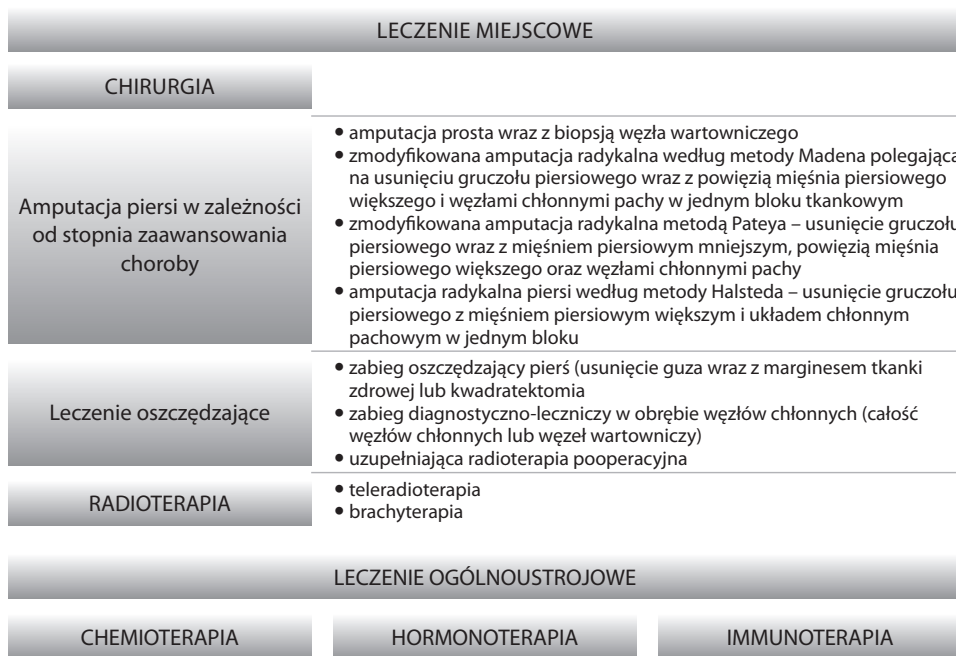 LECZENIE MIEJSCOWE
CHIRURGIA
Amputacja piersi w zależności
od stopnia zaawansowania
choroby
• amputacja prosta wraz z biopsją węzła wartowniczego
• zmodyfikowana amputacja radykalna według metody Madena polegająca
na usunięciu gruczołu piersiowego wraz z powięzią mięśnia piersiowego
większego i węzłami chłonnymi pachy w jednym bloku tkankowym
• zmodyfikowana amputacja radykalna metodą Pateya – usunięcie gruczołu
piersiowego wraz z mięśniem piersiowym mniejszym, powięzią mięśnia
piersiowego większego oraz węzłami chłonnymi pachy
• amputacja radykalna piersi według metody Halsteda – usunięcie gruczołu
piersiowego z mięśniem piersiowym większym i układem chłonnym
pachowym w jednym bloku
Leczenie oszczędzające
• zabieg oszczędzający pierś (usunięcie guza wraz z marginesem tkanki
zdrowej lub kwadratektomia
• zabieg diagnostyczno-leczniczy w obrębie węzłów chłonnych (całość
węzłów chłonnych lub węzeł wartowniczy)
• uzupełniająca radioterapia pooperacyjna
RADIOTERAPIA
• teleradioterapia
• brachyterapia
LECZENIE OGÓLNOUSTROJOWE
CHEMIOTERAPIA
HORMONOTERAPIA
IMMUNOTERAPIA